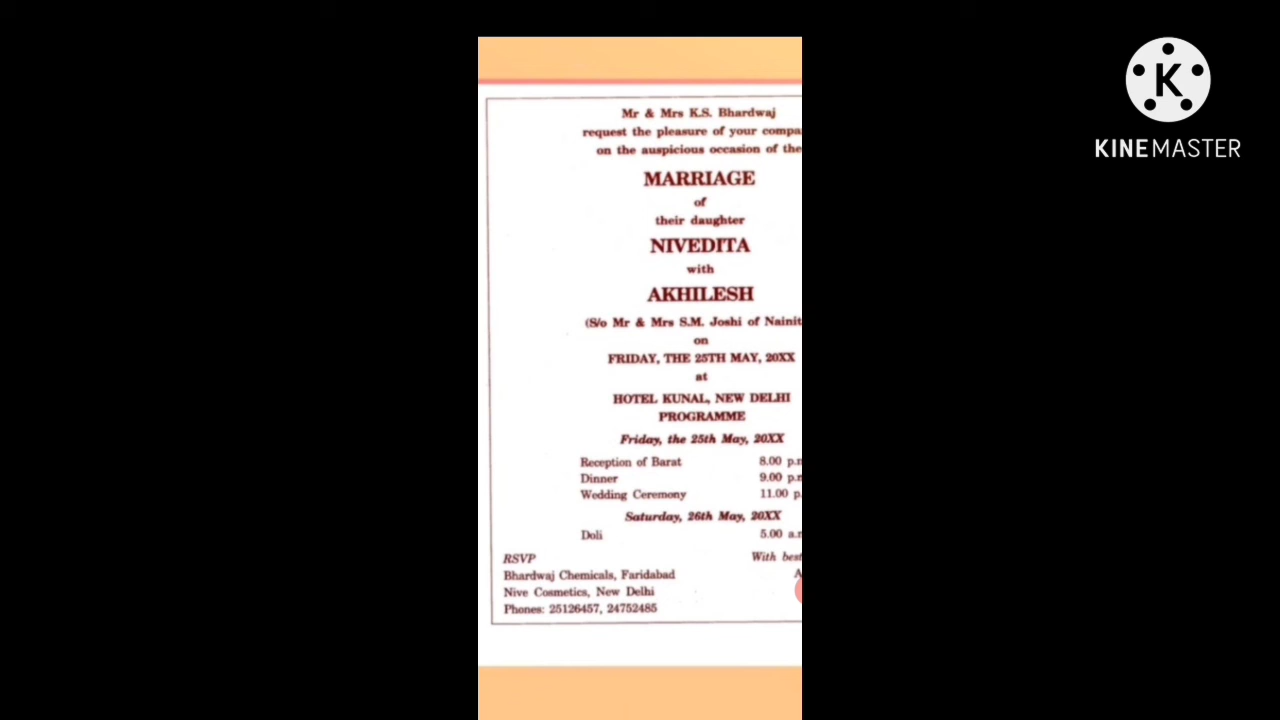 Mr & Mrs K.S. Bhardwaj
request the pleasure of your compa
on the auspicious occasion of the
MARRIAGE
of
their daughter
NIVEDITA
with
AKHILESH
(S/o Mr & Mrs S.M. Joshi of Nainit
on
FRIDAY, THE 25TH MAY, 20XX
at
HOTEL KUNAL, NEW DELHI
PROGRAMME
Friday, the 25th May, 20XX
Reception of Barat 8.00 p.m
Dinner 9.00 p.m
Wedding Ceremony 11.00 p.
Saturday, 26th May, 20XX
Doli 5.00 a.m
RSVP With best
Bhardwaj Chemicals, Faridabad A
Nive Cosmetics, New Delhi
Phones: 25126457, 24752485
K
KINEMASTER